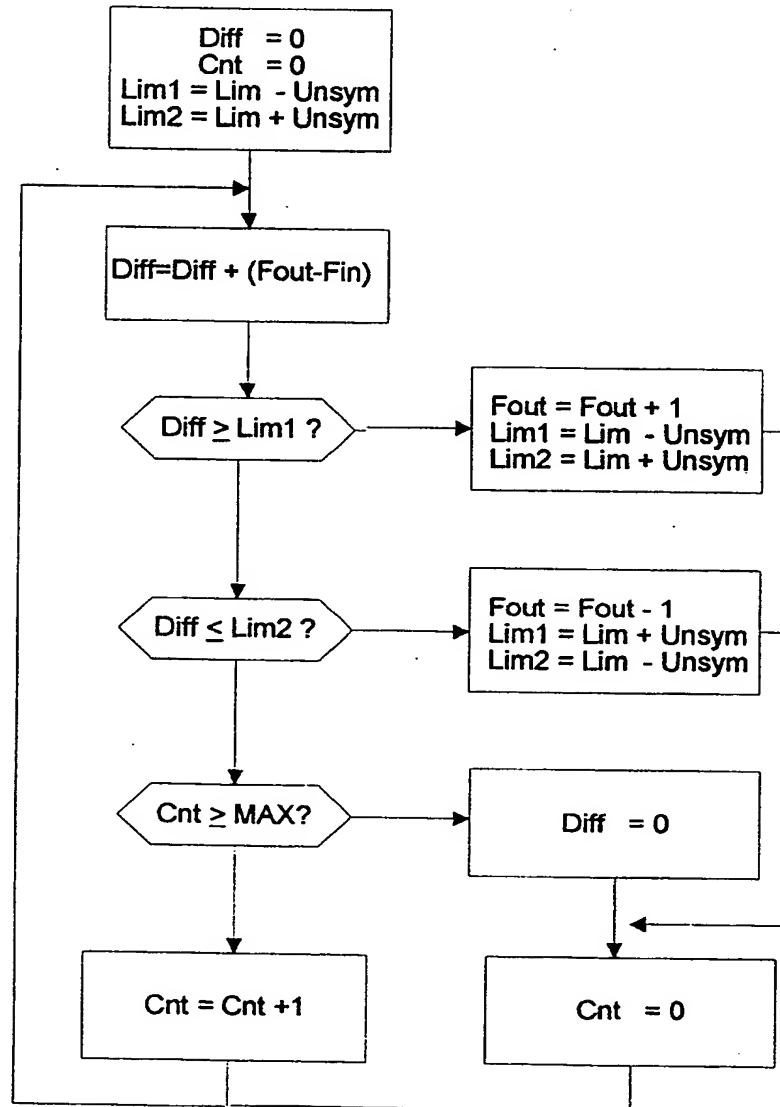 Diff = 0
Cnt = 0
Lim1 = Lim - Unsym
Lim2 = Lim + Unsym
Diff=Diff + (Fout-Fin)
Diff ≥ Lim1 ?
Fout = Fout + 1
Lim1 = Lim - Unsym
Lim2 = Lim + Unsym
Diff ≤ Lim2 ?
Fout = Fout - 1
Lim1 = Lim + Unsym
Lim2 = Lim - Unsym
Cnt ≥ MAX?
Diff = 0
Cnt = Cnt +1
Cnt = 0